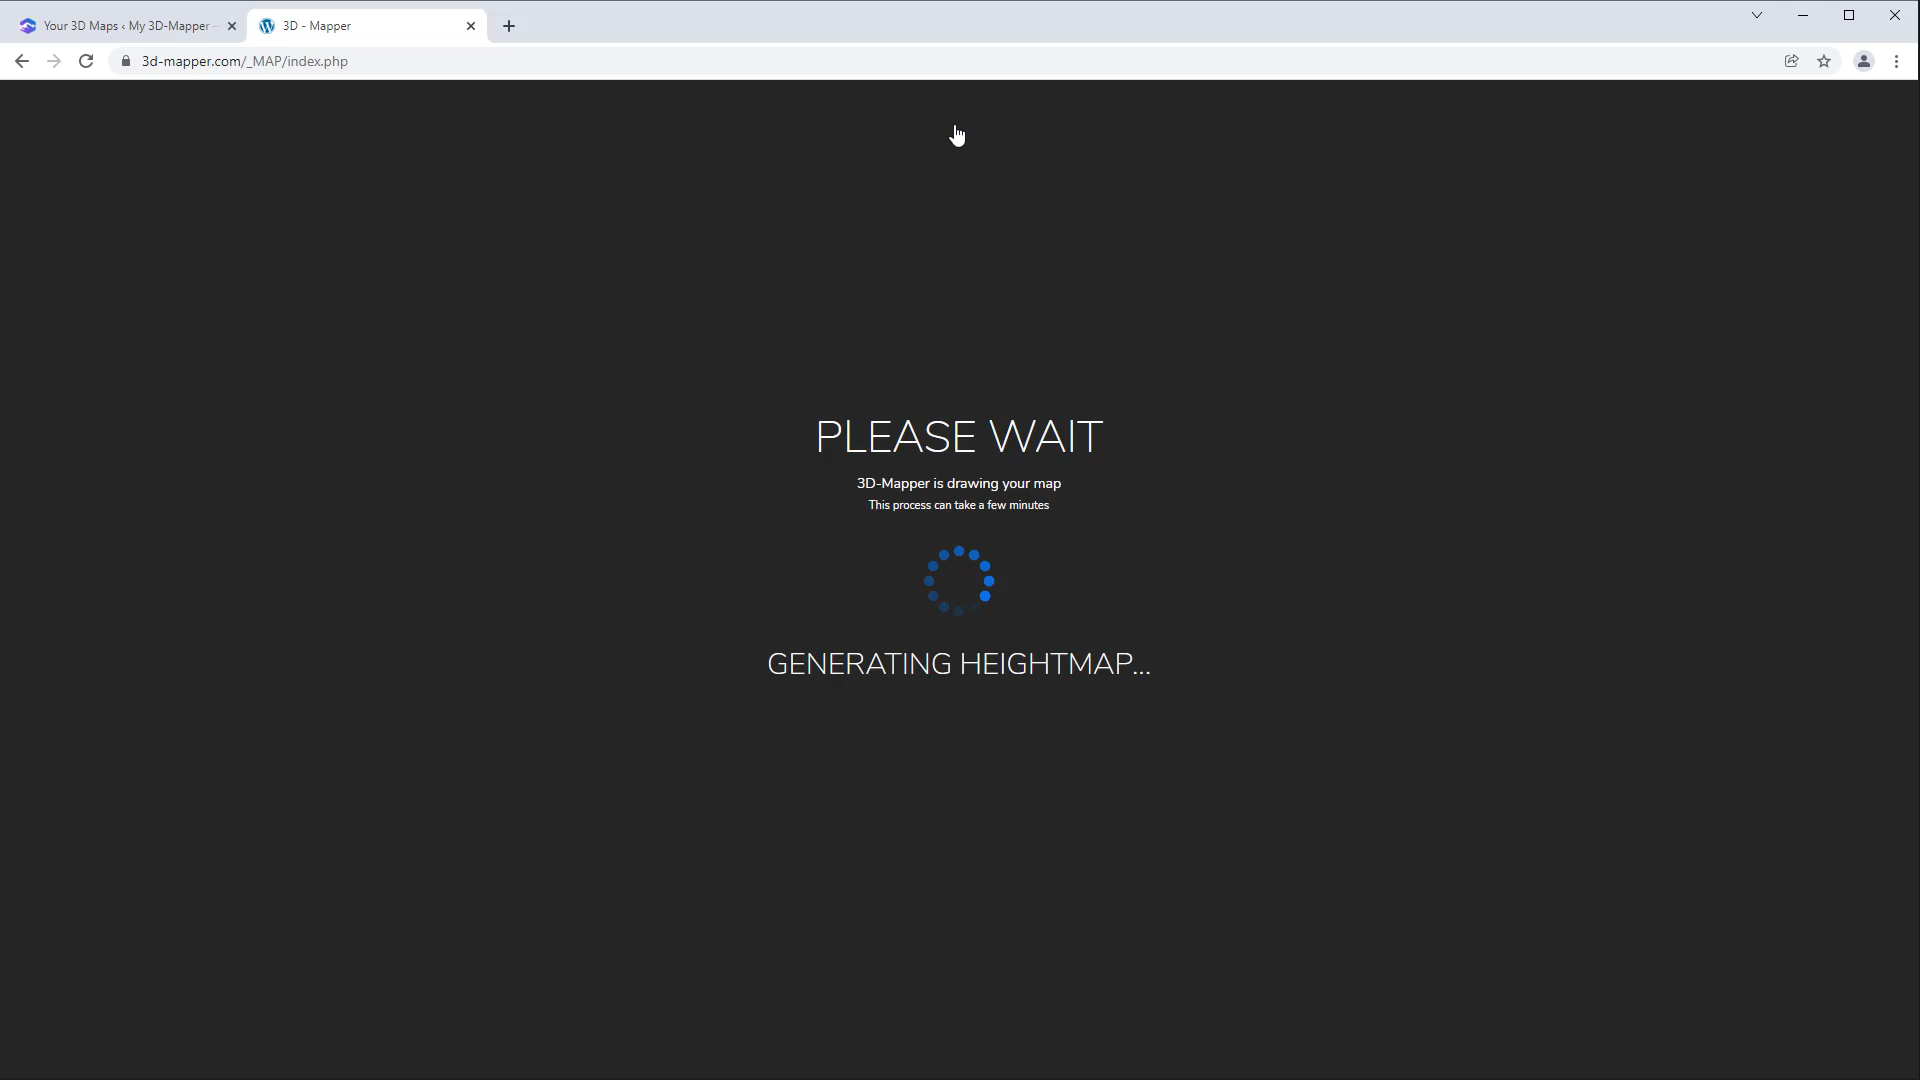 Your 3D Maps ‹ My 3D-Mapper -
3D - Mapper
3d-mapper.com/_MAP/index.php
PLEASE WAIT
3D-Mapper is drawing your map
This process can take a few minutes
GENERATING HEIGHTMAP...